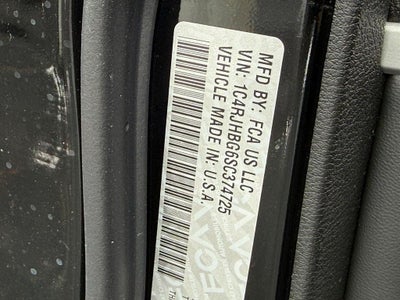 MFD BY: FCA US LLC
VIN: 1C4RJHBG6SC374725
VEHICLE MADE IN: U.S.A.